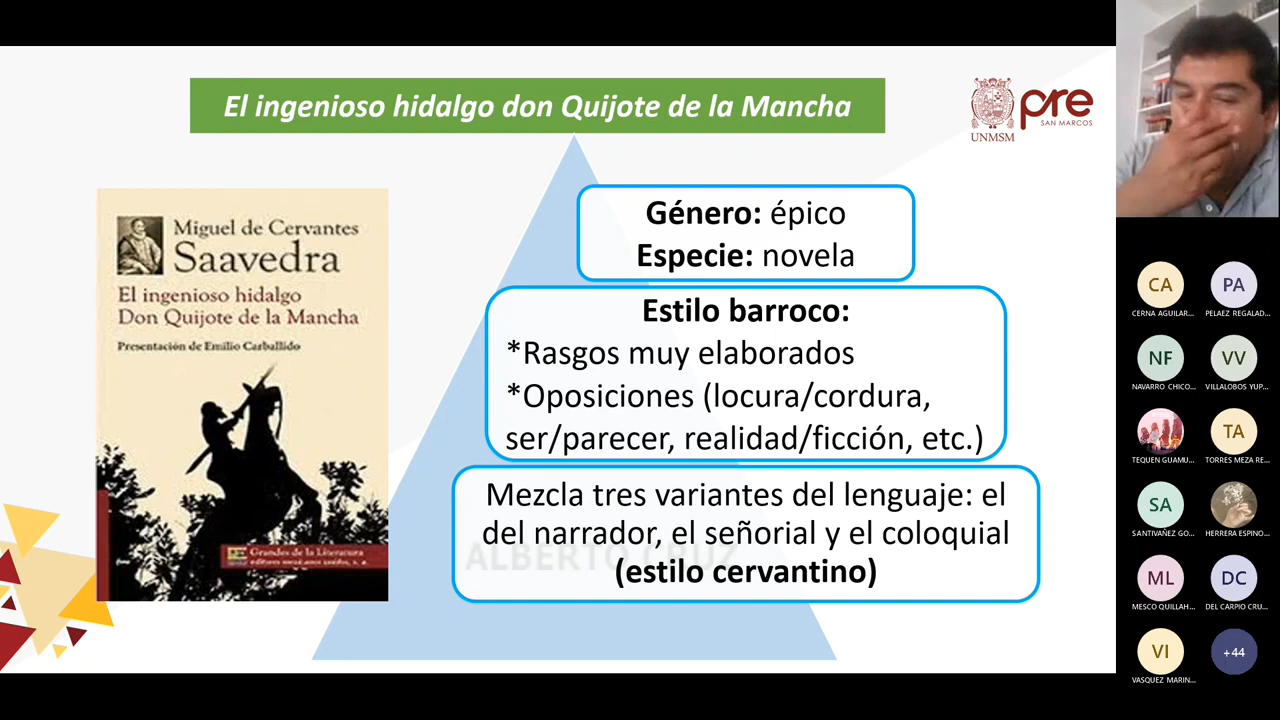 El ingenioso hidalgo don Quijote de la Mancha
UNMSM
pre
SAN MARCOS
Miguel de Cervantes
Saavedra
El ingenioso hidalgo
Don Quijote de la Mancha
Presentación de Emilio Carballido
Grandes de la Literatura
editores mexicanos unidos, s. a.
Género: épico
Especie: novela
Estilo barroco:
*Rasgos muy elaborados
*Oposiciones (locura/cordura,
ser/parecer, realidad/ficción, etc.)
Mezcla tres variantes del lenguaje: el
del narrador, el señorial y el coloquial
(estilo cervantino)
ALBERTO
CA
PA
CERNA AGUILAR...
PELAEZ REGALAD...
NF
VV
NAVARRO CHICO...
VILLALOBOS YUP...
TA
TEQUEN GUAMU...
TORRES MEZA RE...
SA
SANTIVAÑEZ GO...
HERRERA ESPINO...
ML
DC
MESCO QUILLAH...
DEL CARPIO CRU...
VI
+44
VASQUEZ MARIN...